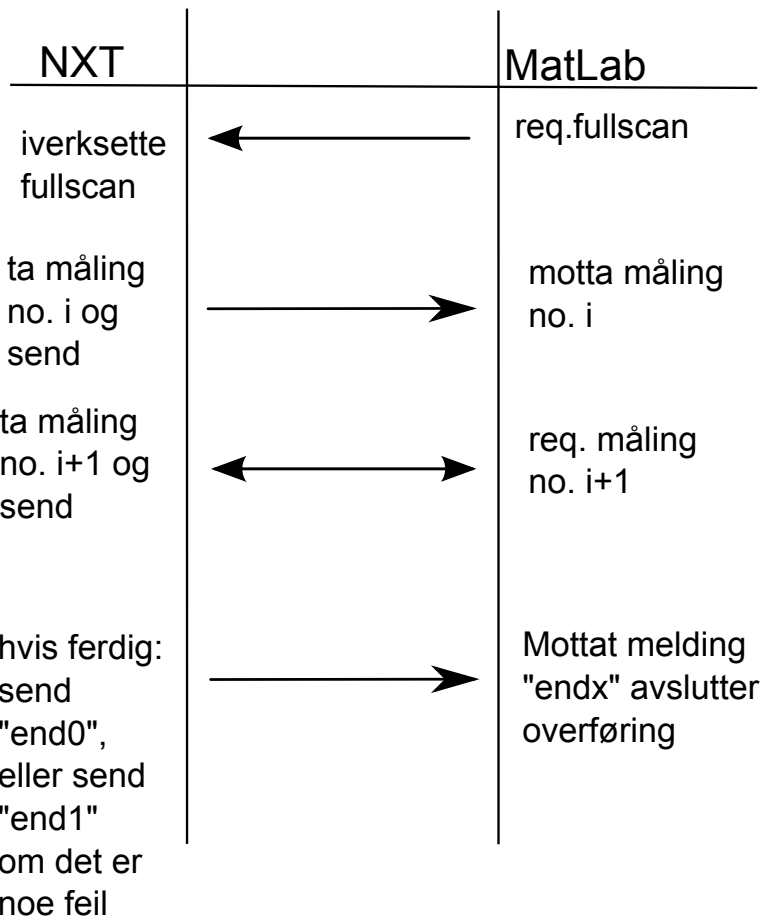 NXT
MatLab
iverksette
fullscan
req.fullscan
ta måling
no. i og
send
motta måling
no. i
ta måling
no. i+1 og
send
req. måling
no. i+1
hvis ferdig:
send
"end0",
eller send
"end1"
om det er
noe feil
Mottat melding
"endx" avslutter
overføring